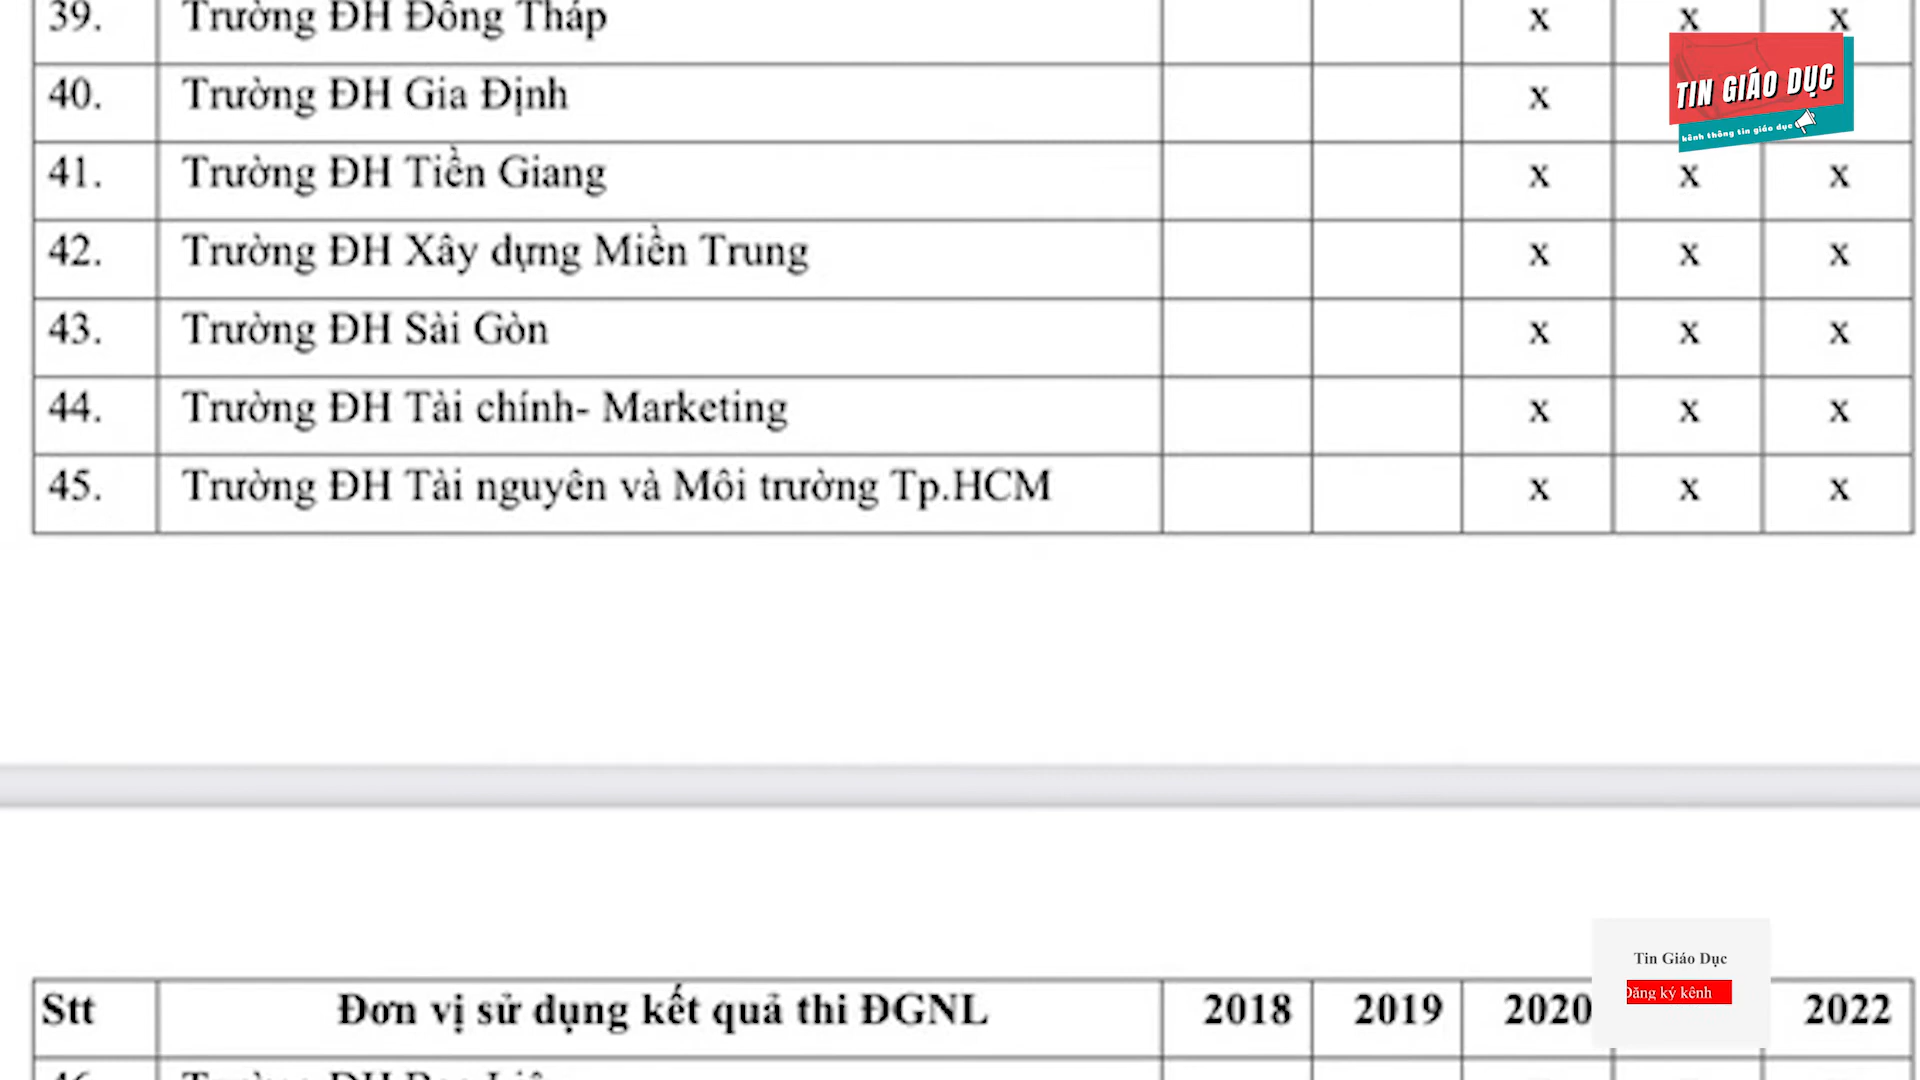 39. Trường ĐH Đồng Tháp x x x
40. Trường ĐH Gia Định x
41. Trường ĐH Tiền Giang x x x
42. Trường ĐH Xây dựng Miền Trung x x x
43. Trường ĐH Sài Gòn x x x
44. Trường ĐH Tài chính- Marketing x x x
45. Trường ĐH Tài nguyên và Môi trường Tp.HCM x x x
TIN GIÁO DỤC
kênh thông tin giáo dục
Tin Giáo Dục
Đăng ký kênh
Stt Đơn vị sử dụng kết quả thi ĐGNL 2018 2019 2020 2022